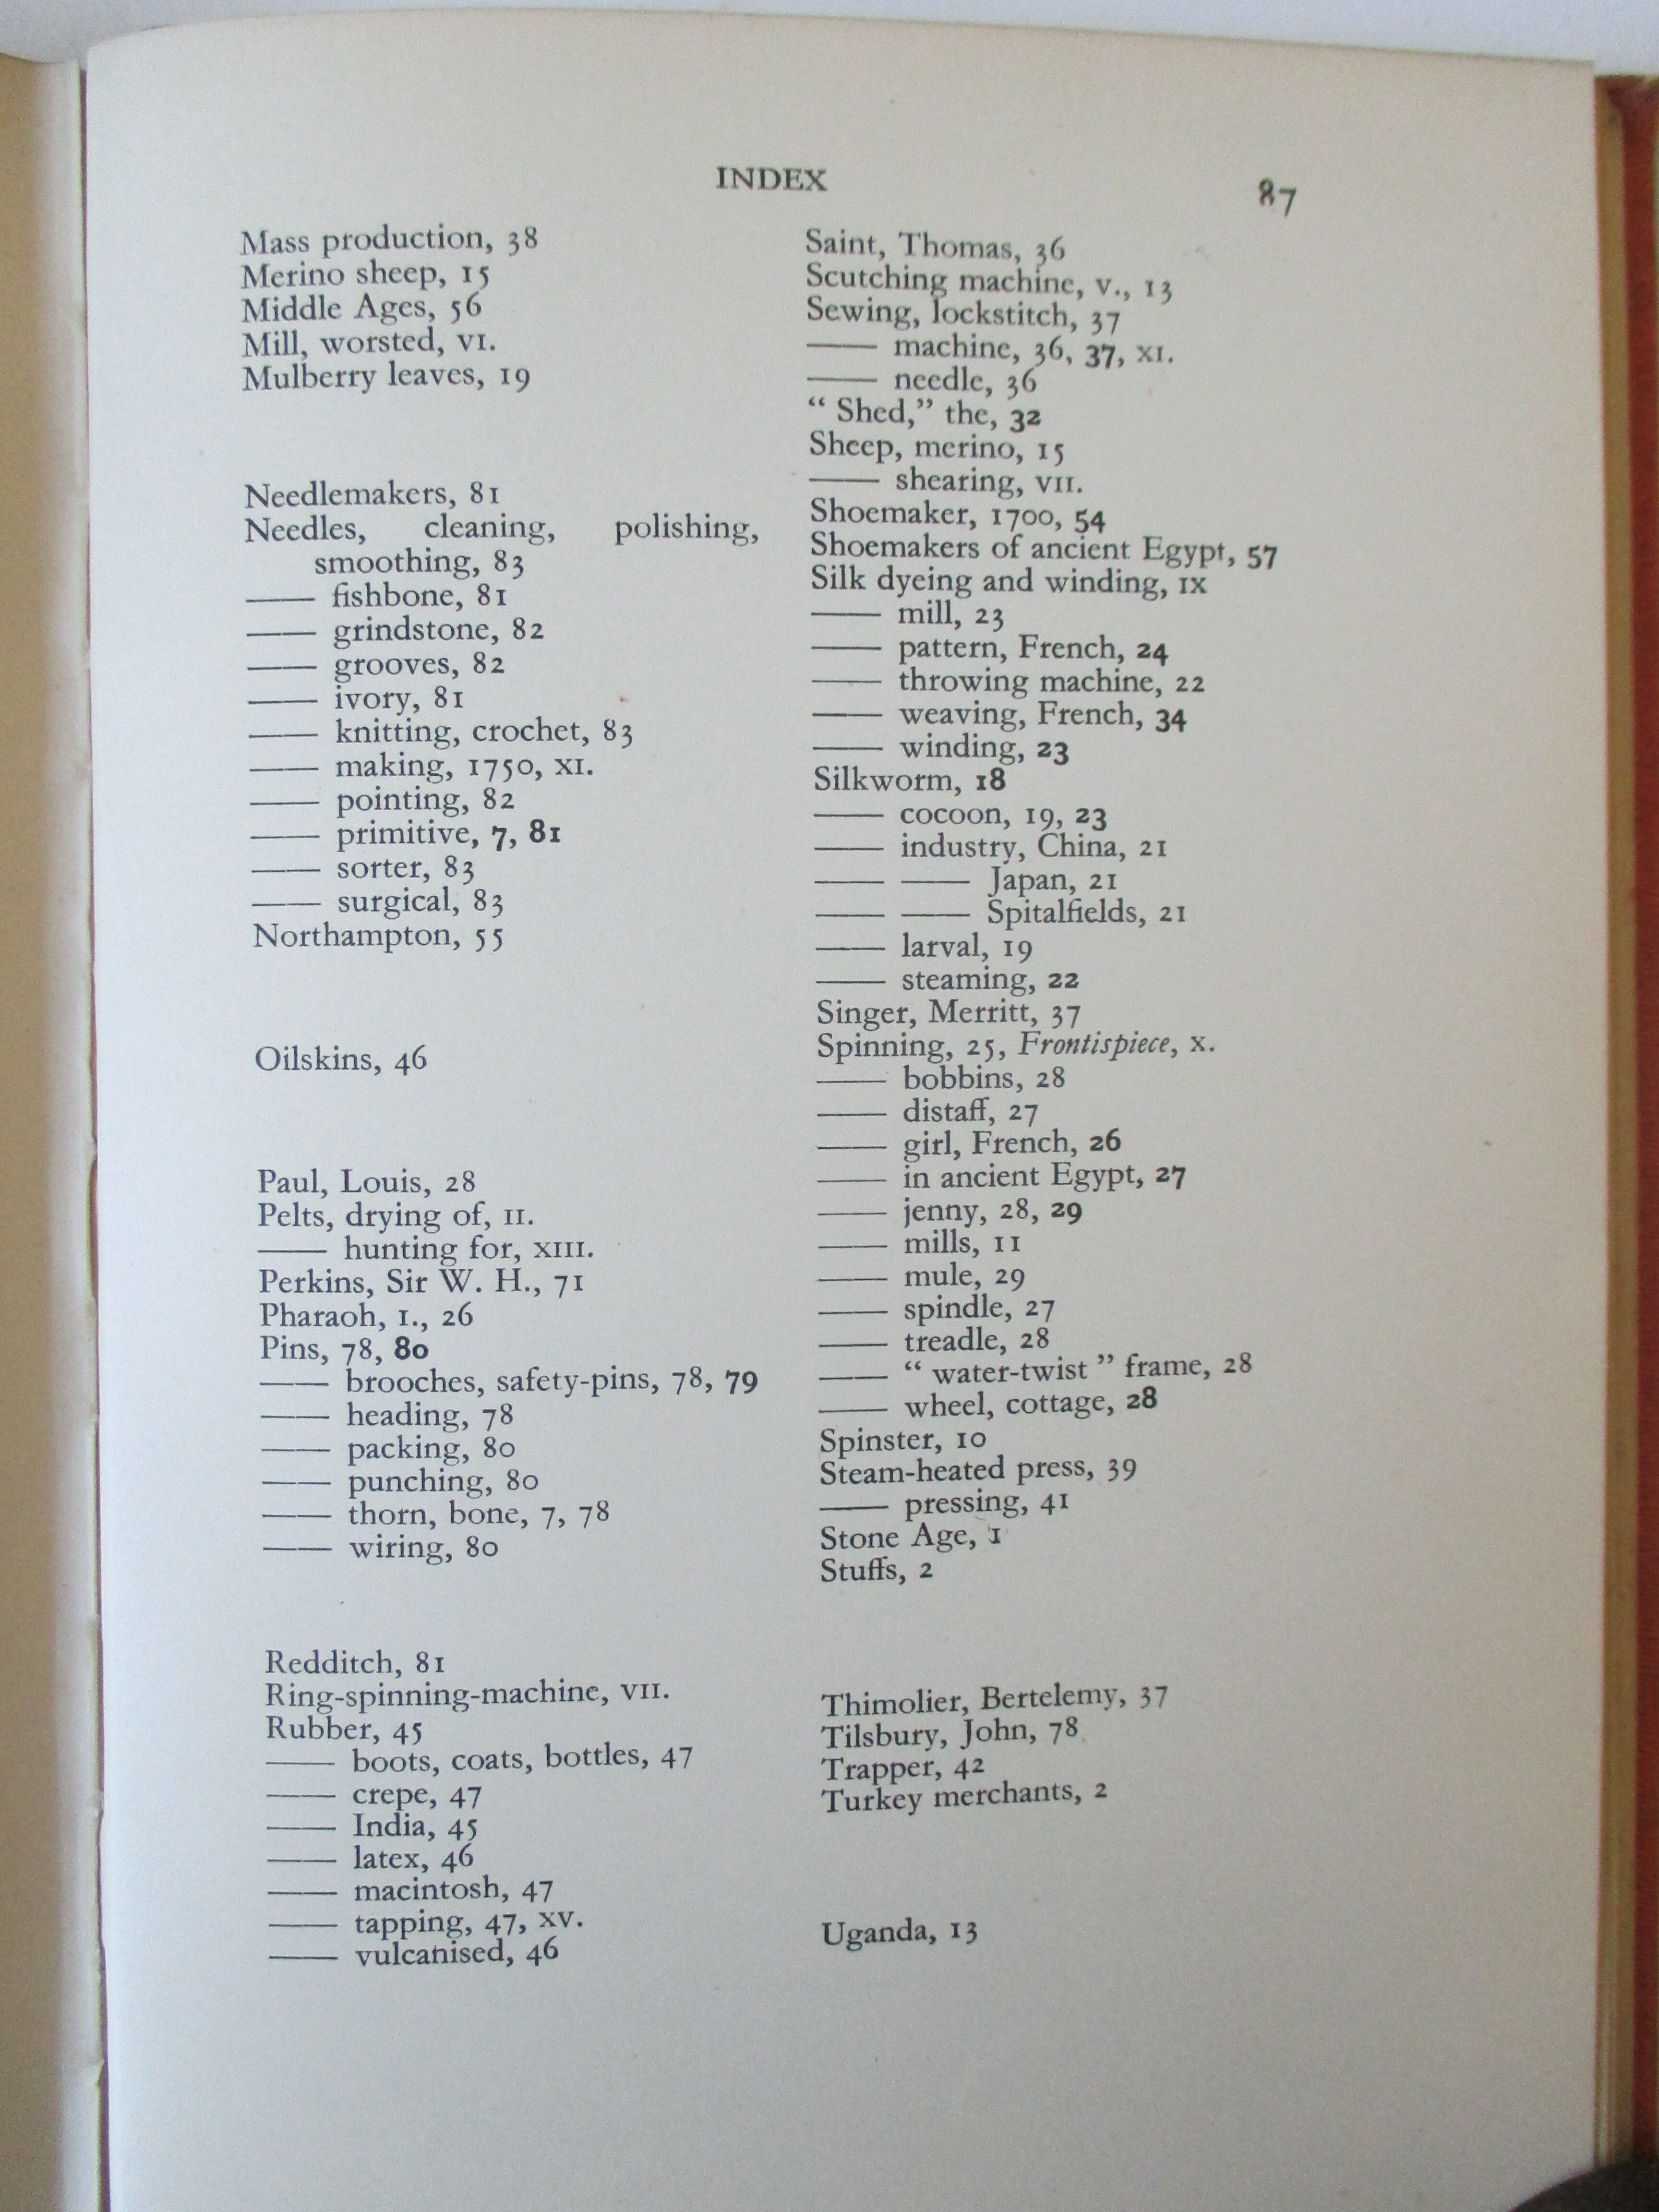 INDEX 87
Mass production, 38
Merino sheep, 15
Middle Ages, 56
Mill, worsted, VI.
Mulberry leaves, 19
Needlemakers, 81
Needles, cleaning, polishing,
smoothing, 83
—— fishbone, 81
—— grindstone, 82
—— grooves, 82
—— ivory, 81
—— knitting, crochet, 83
—— making, 1750, XI.
—— pointing, 82
—— primitive, 7, 81
—— sorter, 83
—— surgical, 83
Northampton, 55
Oilskins, 46
Paul, Louis, 28
Pelts, drying of, II.
—— hunting for, XIII.
Perkins, Sir W. H., 71
Pharaoh, I., 26
Pins, 78, 80
—— brooches, safety-pins, 78, 79
—— heading, 78
—— packing, 80
—— punching, 80
—— thorn, bone, 7, 78
—— wiring, 80
Redditch, 81
Ring-spinning-machine, VII.
Rubber, 45
—— boots, coats, bottles, 47
—— crepe, 47
—— India, 45
—— latex, 46
—— macintosh, 47
—— tapping, 47, XV.
—— vulcanised, 46
Saint, Thomas, 36
Scutching machine, V., 13
Sewing, lockstitch, 37
—— machine, 36, 37, XI.
—— needle, 36
“ Shed,” the, 32
Sheep, merino, 15
—— shearing, VII.
Shoemaker, 1700, 54
Shoemakers of ancient Egypt, 57
Silk dyeing and winding, IX
—— mill, 23
—— pattern, French, 24
—— throwing machine, 22
—— weaving, French, 34
—— winding, 23
Silkworm, 18
—— cocoon, 19, 23
—— industry, China, 21
—— —— Japan, 21
—— —— Spitalfields, 21
—— larval, 19
—— steaming, 22
Singer, Merritt, 37
Spinning, 25, Frontispiece, X.
—— bobbins, 28
—— distaff, 27
—— girl, French, 26
—— in ancient Egypt, 27
—— jenny, 28, 29
—— mills, 11
—— mule, 29
—— spindle, 27
—— treadle, 28
—— “ water-twist ” frame, 28
—— wheel, cottage, 28
Spinster, 10
Steam-heated press, 39
—— pressing, 41
Stone Age, 1
Stuffs, 2
Thimolier, Bertelemy, 37
Tilsbury, John, 78
Trapper, 42
Turkey merchants, 2
Uganda, 13